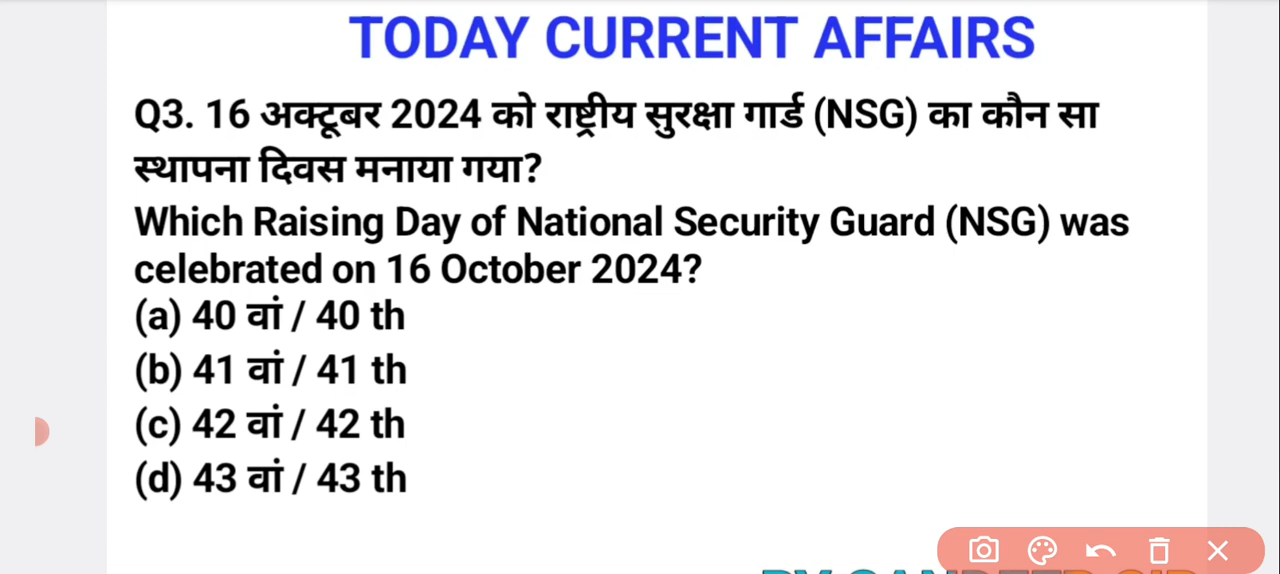 TODAY CURRENT AFFAIRS
Q3. 16 अक्टूबर 2024 को राष्ट्रीय सुरक्षा गार्ड (NSG) का कौन सा
स्थापना दिवस मनाया गया?
Which Raising Day of National Security Guard (NSG) was
celebrated on 16 October 2024?
(a) 40 वां / 40 th
(b) 41 वां / 41 th
(c) 42 वां / 42 th
(d) 43 वां / 43 th